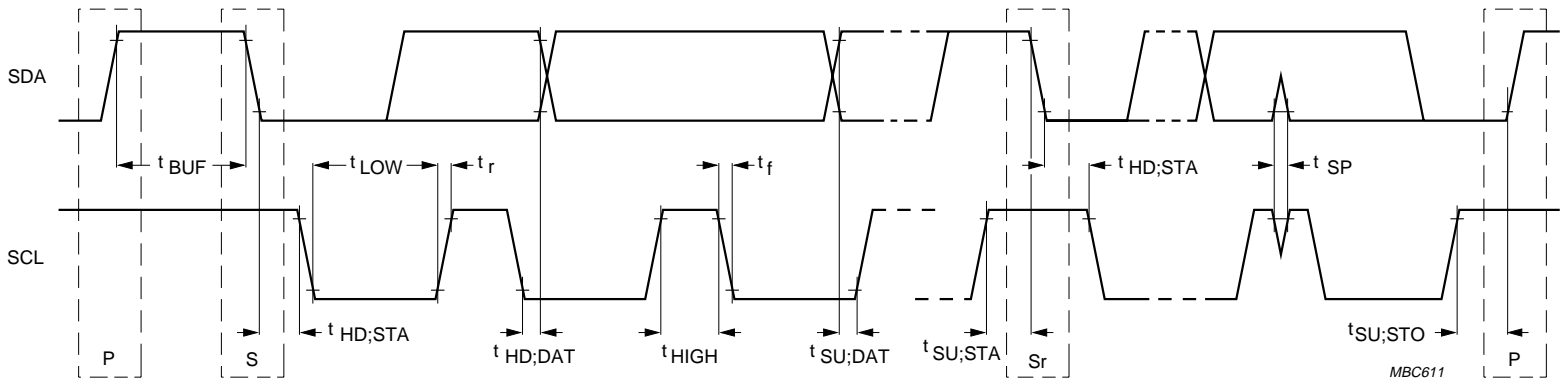 SDA
t BUF
t LOW
t r
t f
t HD;STA
t SP
SCL
t HD;STA
t HD;DAT
t HIGH
t SU;DAT
t SU;STA
t SU;STO
P
S
Sr
P
MBC611